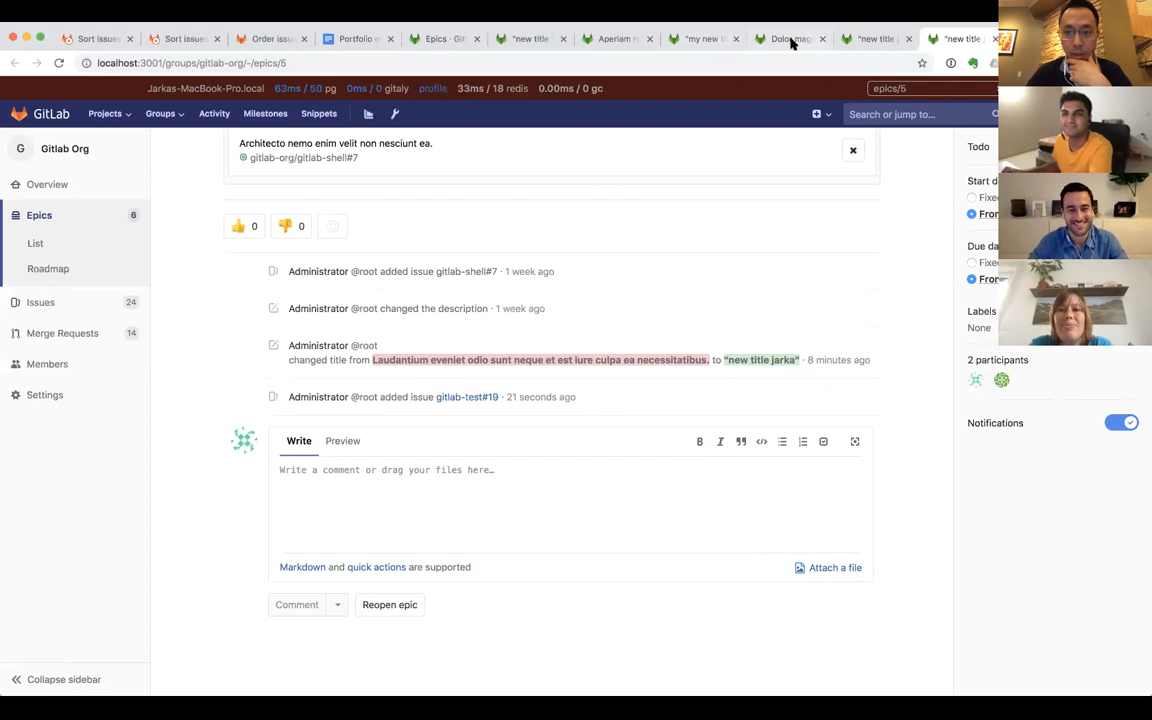 Sort issues
Sort issues
Order issu
Portfolio m
Epics · Git
"new title
Aperiam r
"my new ti
Dolor mag
"new title j
"new title j
localhost:3001/groups/gitlab-org/~/epics/5
Jarkas-MacBook-Pro.local 63ms / 50 pg 0ms / 0 gitaly profile 33ms / 18 redis 0.00ms / 0 gc epics/5
GitLab Projects Groups Activity Milestones Snippets Search or jump to...
G Gitlab Org
Overview
Epics 6
List
Roadmap
Issues 24
Merge Requests 14
Members
Settings
Collapse sidebar
Architecto nemo enim velit non nesciunt ea.
gitlab-org/gitlab-shell#7
0 0
Administrator @root added issue gitlab-shell#7 · 1 week ago
Administrator @root changed the description · 1 week ago
Administrator @root
changed title from Laudantium eveniet odio sunt neque et est iure culpa ea necessitatibus. to "new title jarka" · 8 minutes ago
Administrator @root added issue gitlab-test#19 · 21 seconds ago
Write Preview
Write a comment or drag your files here…
Markdown and quick actions are supported
Attach a file
Comment Reopen epic
Todo
Start d
Fixe
Fron
Due da
Fixe
Fron
Labels
None
2 participants
Notifications